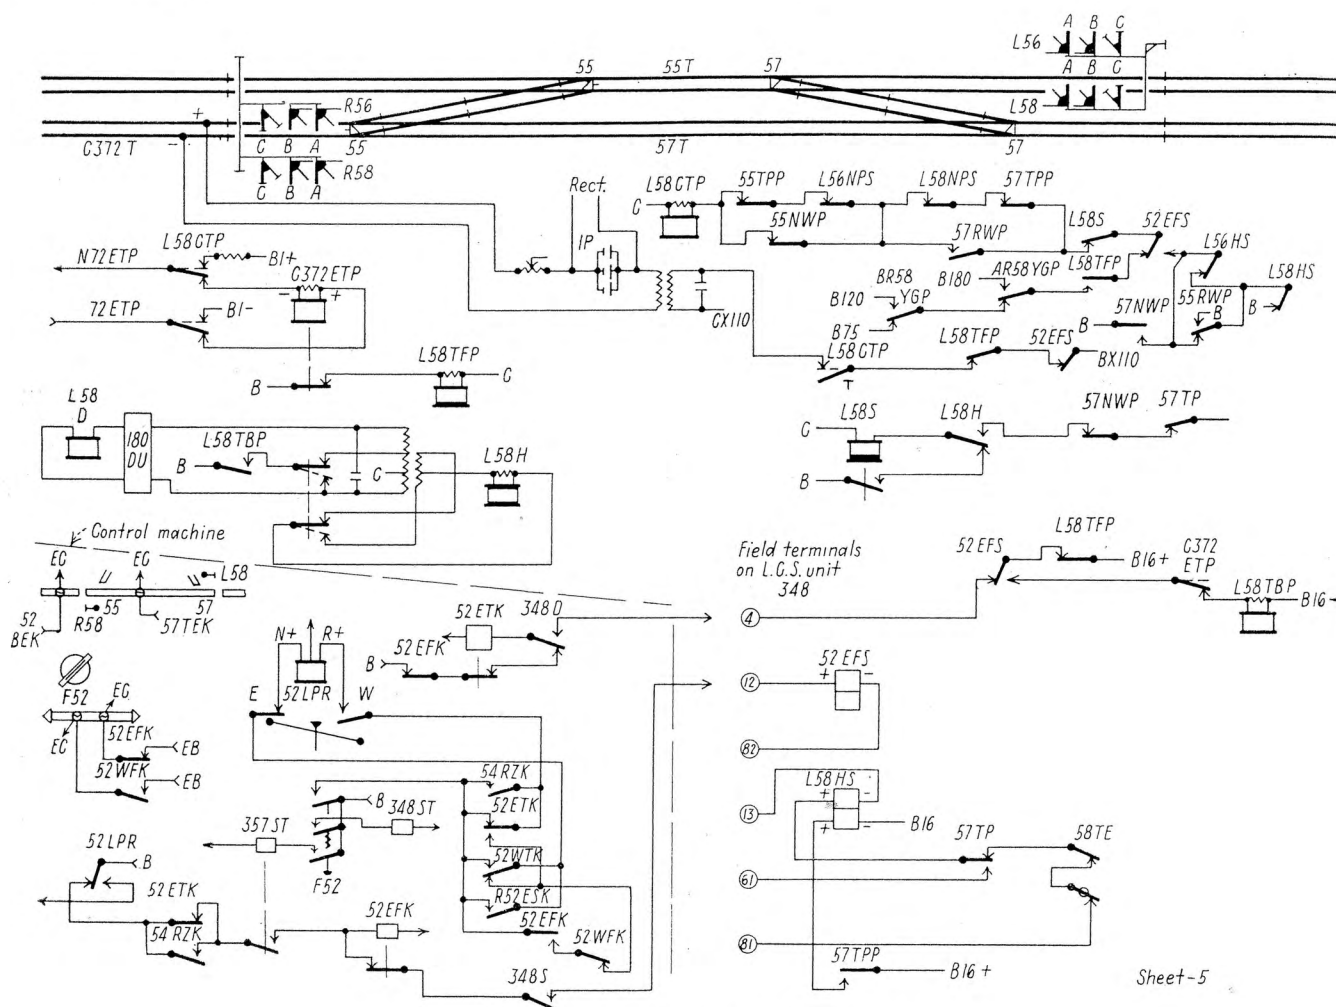 A B C
L56
A B C
L58
55 55T 57
R56
C B A
55
57T
57
C372T
+
-
R58
C B A
Rect.
L58CTP
C
55TPP
L56NPS
L58NPS
57TPP
55NWP
57RWP
L58S
52EFS
L56HS
L58HS
L58TFP
1P
N72ETP
L58CTP
B1+
C372ETP
- +
72ETP
B1-
CX110
BR58
YGP
B120
B75
B180
AR58YGP
B
57NWP
55RWP
B
B
L58CTP
T
L58TFP
52EFS
BX110
B
L58TFP
C
L58
D
180
DU
L58TBP
B
C
L58H
L58S
C
L58H
57NWP
57TP
B
Control machine
EC
EC
L58
52
BEK
R58
55
57TEK
57
Field terminals
on L.C.S. unit
348
52EFS
L58TFP
B16+
C372
ETP
L58TBP
B16
4
52ETK
348D
N+ R+
B
52EFK
E
52LPR
W
12
52EFS
+ -
82
F52
EC
EC
52EFK
EB
52WFK
EB
13
L58HS
+ -
+ -
B16
54RZK
52ETK
B
348ST
357ST
F52
52WTK
R52ESK
52EFK
52WFK
57TP
58TE
61
81
52LPR
B
52ETK
54RZK
52EFK
348S
57TPP
B16+
Sheet-5